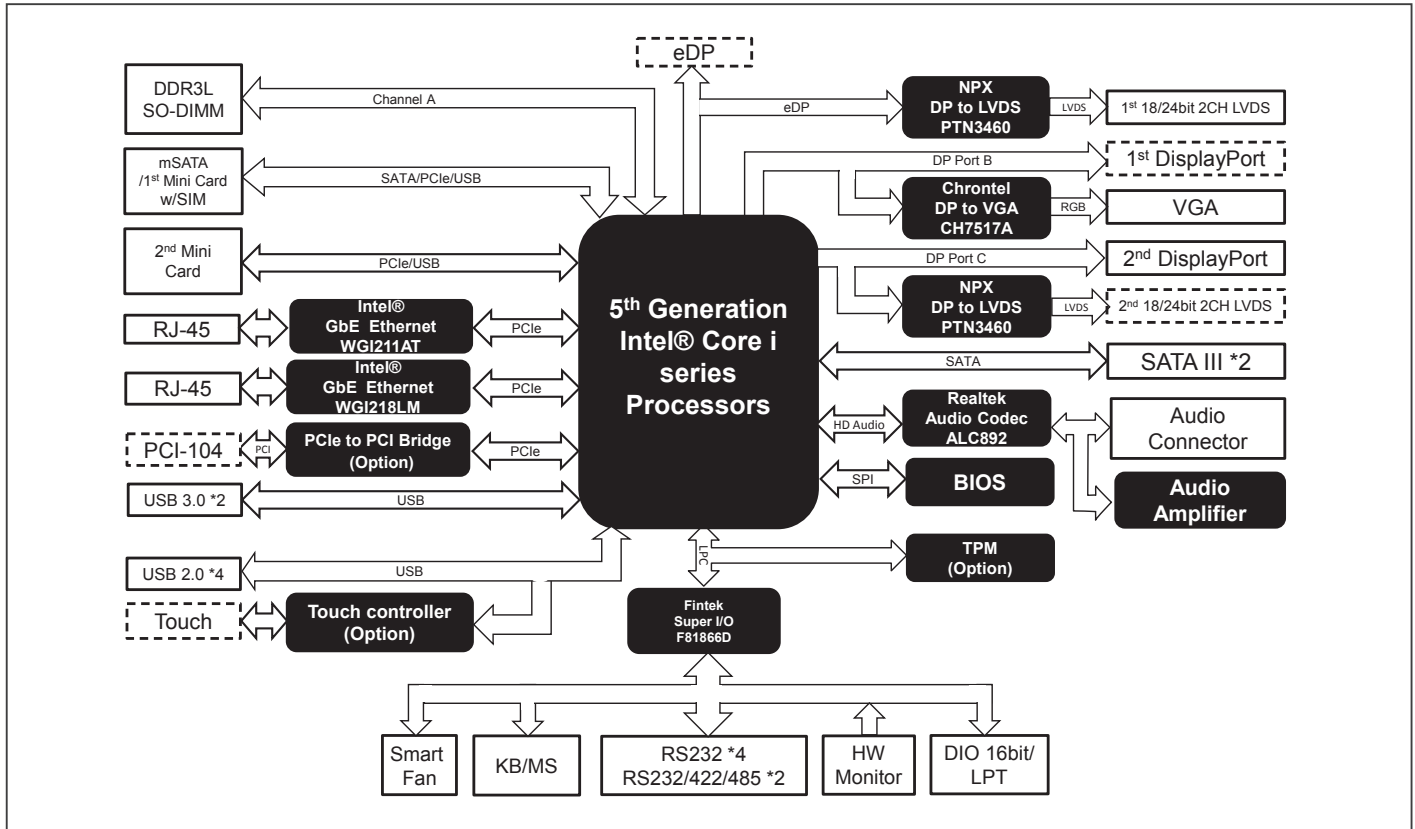 eDP
DDR3L
SO-DIMM
Channel A
mSATA
/1st Mini Card
w/SIM
SATA/PCIe/USB
2nd Mini
Card
PCIe/USB
RJ-45
Intel®
GbE Ethernet
WGI211AT
PCIe
RJ-45
Intel®
GbE Ethernet
WGI218LM
PCIe
PCI-104
PCI
PCIe to PCI Bridge
(Option)
PCIe
USB 3.0 *2
USB
USB 2.0 *4
USB
Touch
Touch controller
(Option)
5th Generation
Intel® Core i
series
Processors
eDP
NPX
DP to LVDS
PTN3460
LVDS
1st 18/24bit 2CH LVDS
DP Port B
1st DisplayPort
Chrontel
DP to VGA
CH7517A
RGB
VGA
DP Port C
2nd DisplayPort
NPX
DP to LVDS
PTN3460
LVDS
2nd 18/24bit 2CH LVDS
SATA
SATA III *2
HD Audio
Realtek
Audio Codec
ALC892
Audio
Connector
Audio
Amplifier
SPI
BIOS
LPC
TPM
(Option)
Fintek
Super I/O
F81866D
Smart
Fan
KB/MS
RS232 *4
RS232/422/485 *2
HW
Monitor
DIO 16bit/
LPT